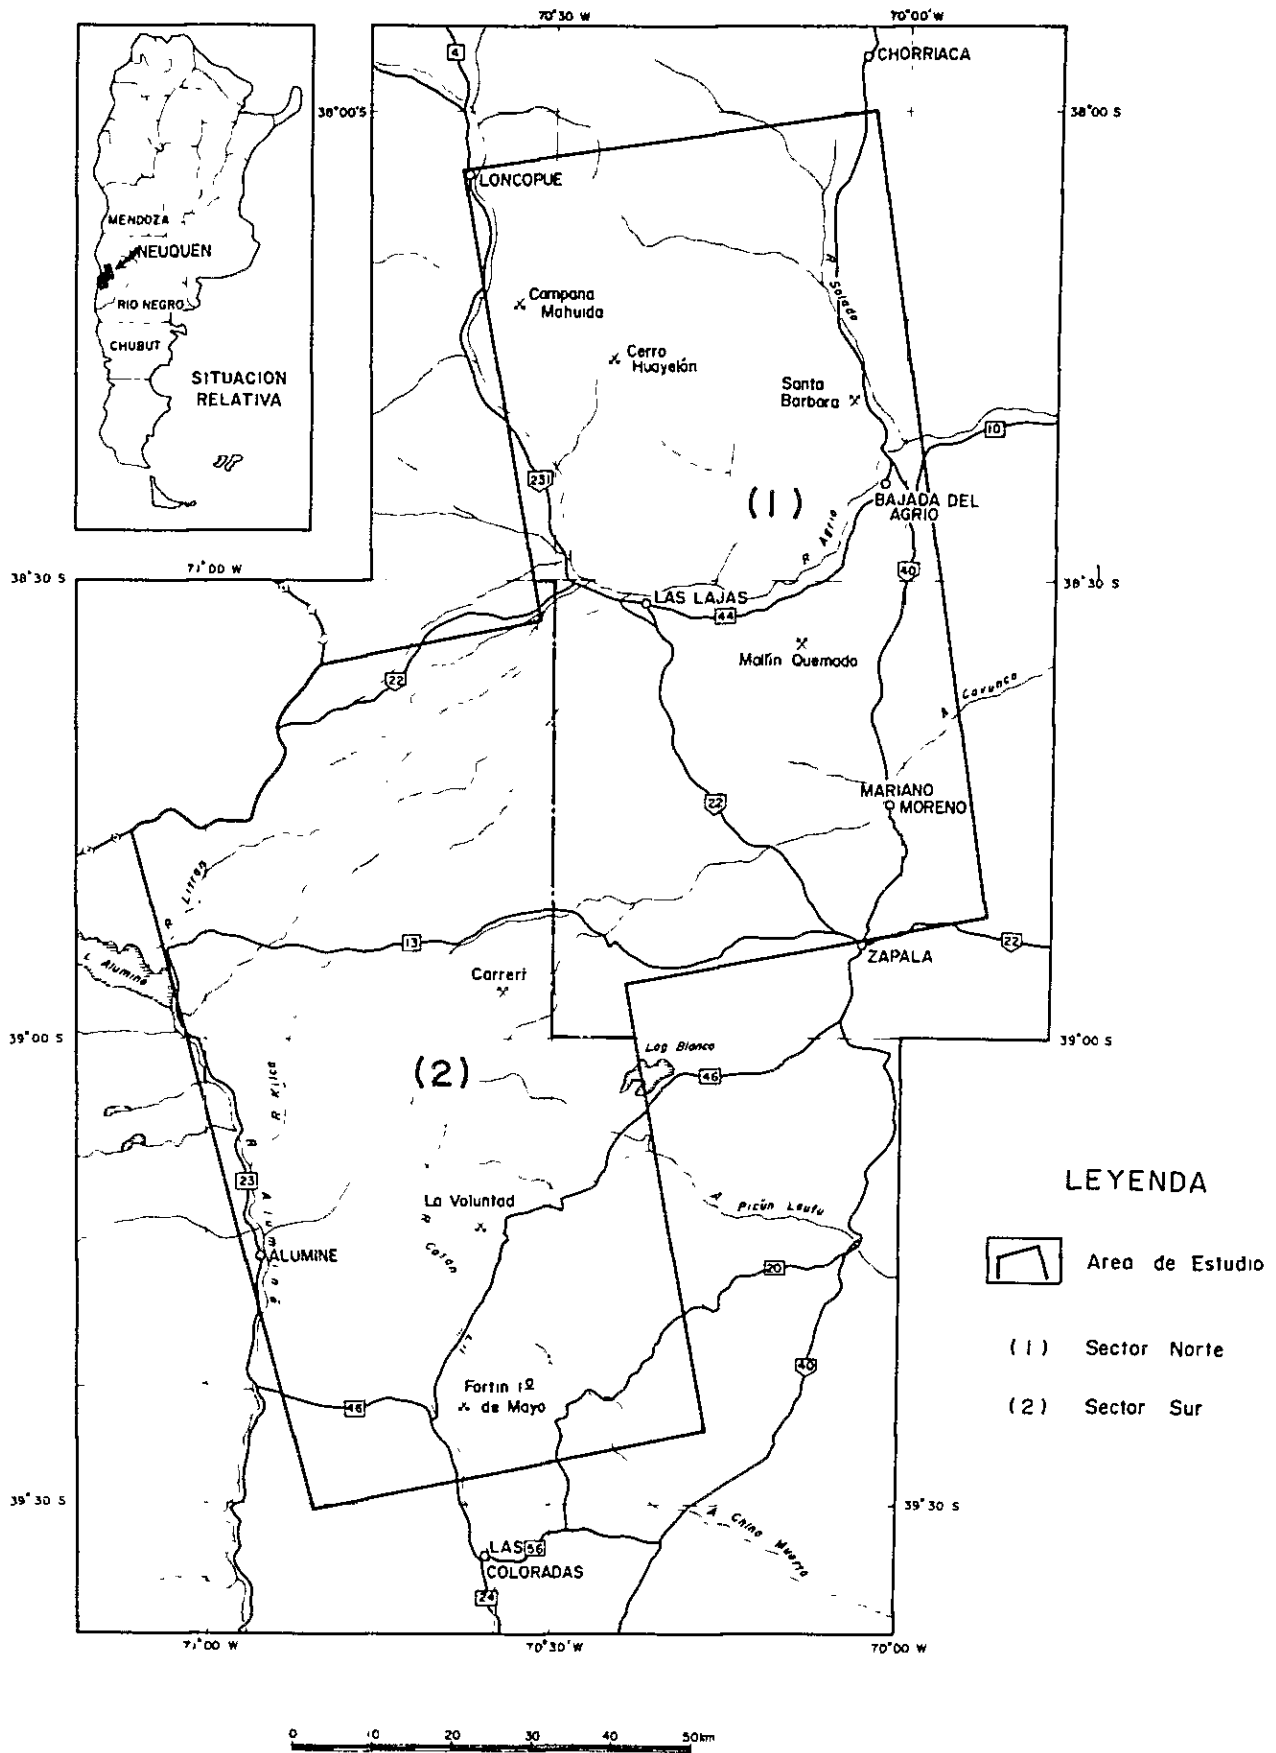 70°30' W
70°00' W
4
CHORRIACA
38°00'S
38°00 S
LONCOPUE
MENDOZA
NEUQUEN
RIO NEGRO
CHUBUT
SITUACION
RELATIVA
R Salado
Campana
Mahuida
Cerro
Huayelón
Santa
Barbara
10
231
(1)
BAJADA DEL
AGRIO
R Agrio
71°00 W
38°30 S
38°30 S
40
LAS LAJAS
44
Mallin Quemado
22
A Covunco
22
MARIANO
MORENO
R Litran
13
22
ZAPALA
L Aluminé
Carreri
39°00 S
39°00 S
Lag Blanca
(2)
46
R Kilca
23
R Aluminé
La Voluntad
R Catan
A Picún Leufu
ALUMINE
20
LEYENDA
Area de Estudio
(1) Sector Norte
(2) Sector Sur
40
Fortin 1º
de Mayo
46
39°30 S
39°30 S
A China Muerta
LAS
COLORADAS
56
24
71°00 W
70°30' W
70°00 W
0 10 20 30 40 50km